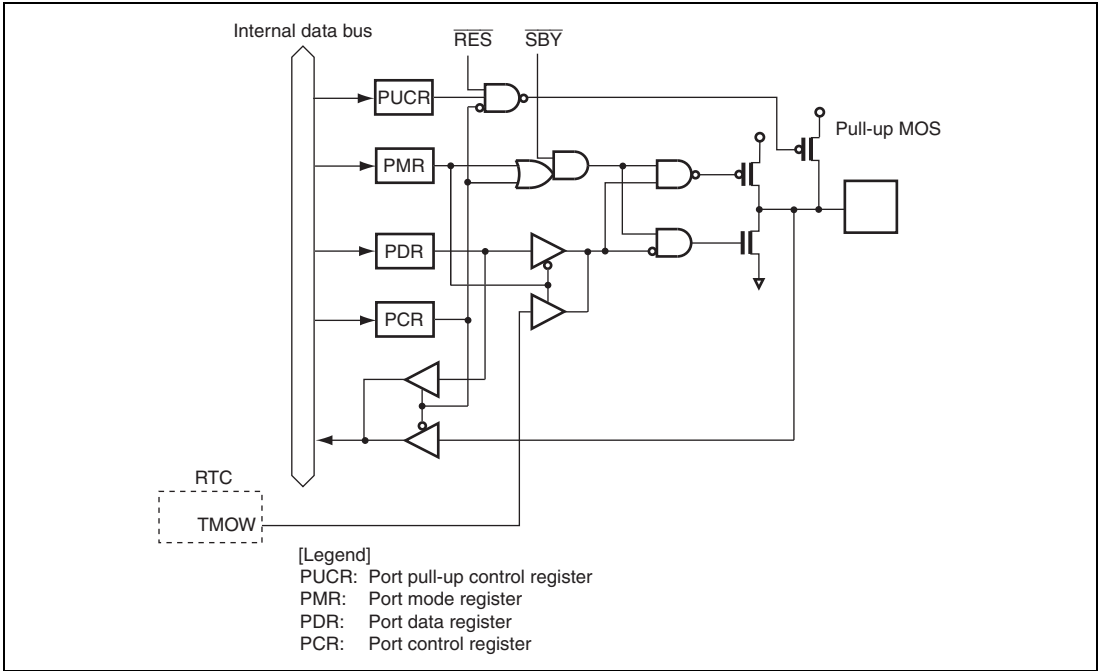 Internal data bus
RES
SBY
PUCR
Pull-up MOS
PMR
PDR
PCR
RTC
TMOW
[Legend]
PUCR: Port pull-up control register
PMR: Port mode register
PDR: Port data register
PCR: Port control register